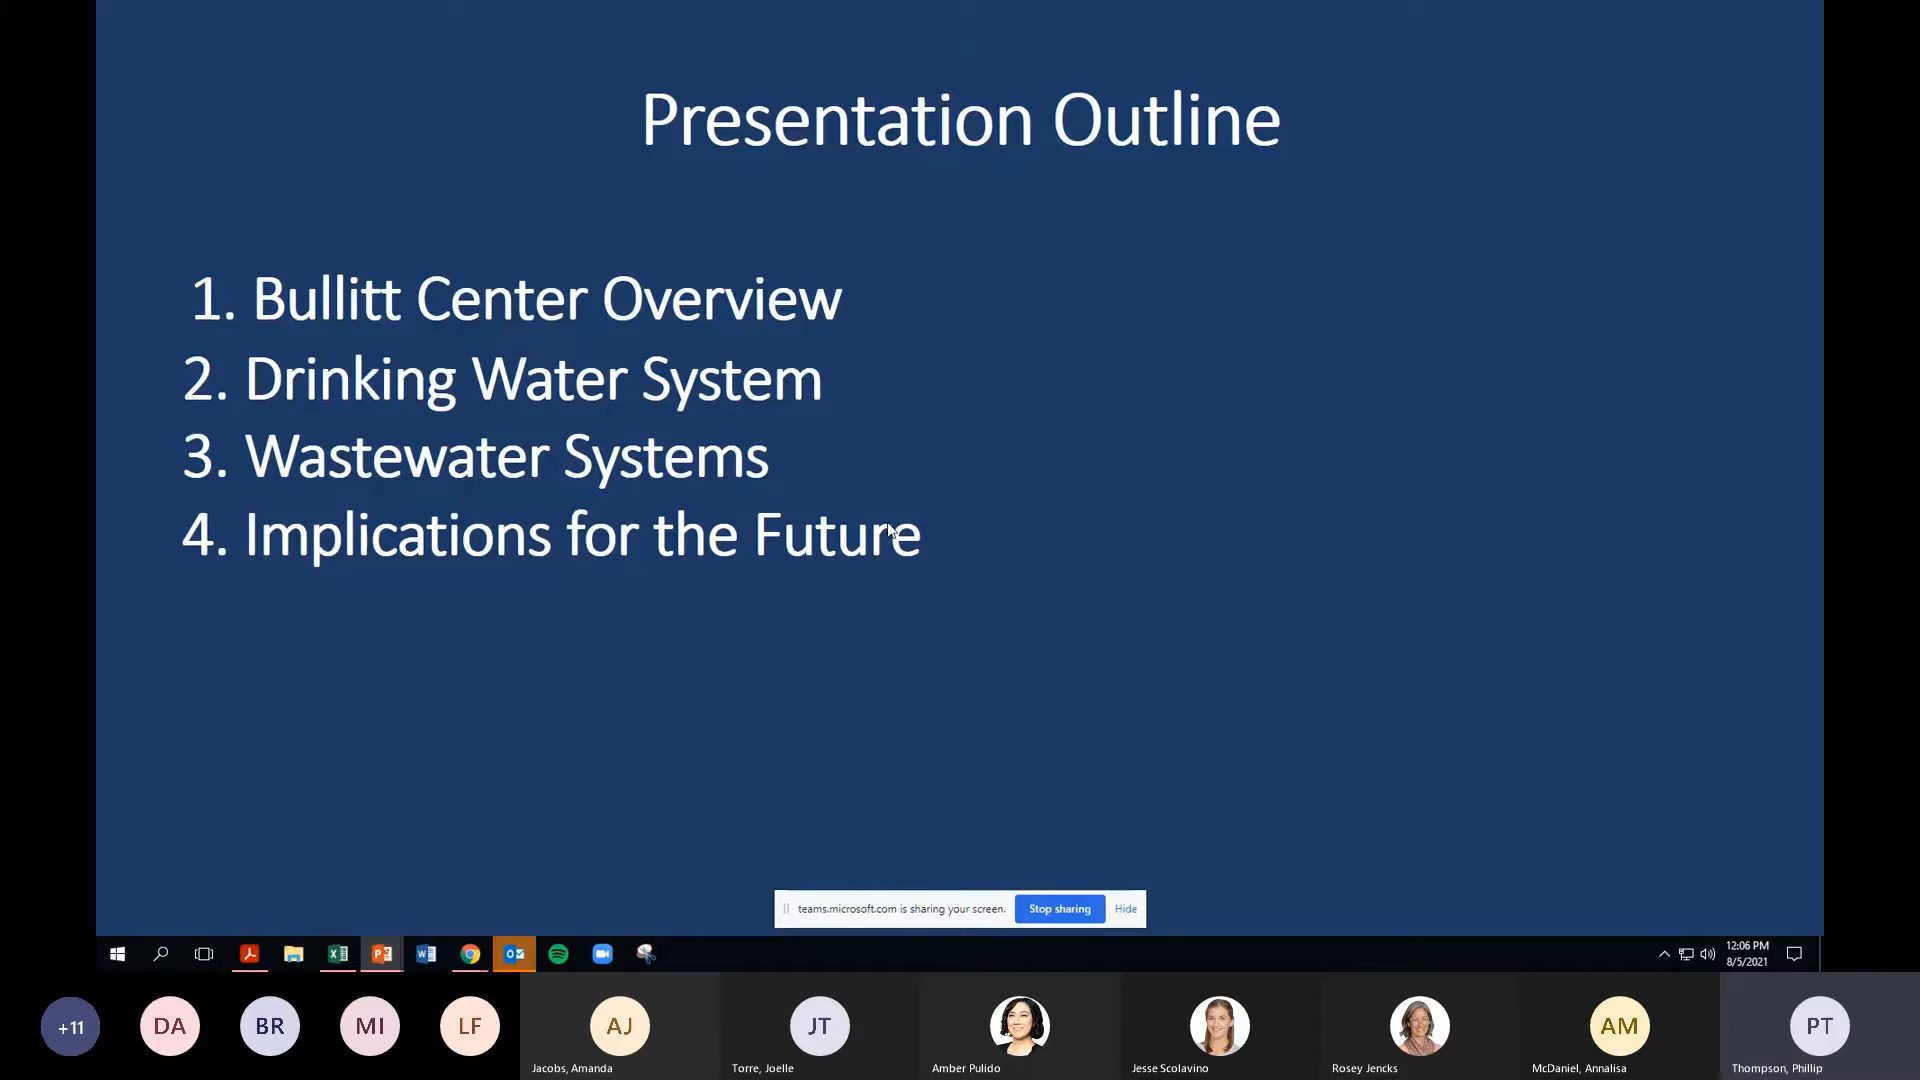 Presentation Outline
1. Bullitt Center Overview
2. Drinking Water System
3. Wastewater Systems
4. Implications for the Future
teams.microsoft.com is sharing your screen. Stop sharing Hide
12:06 PM
8/5/2021
+11 DA BR MI LF AJ JT AM PT
Jacobs, Amanda Torre, Joelle Amber Pulido Jesse Scolavino Rosey Jencks McDaniel, Annalisa Thompson, Phillip